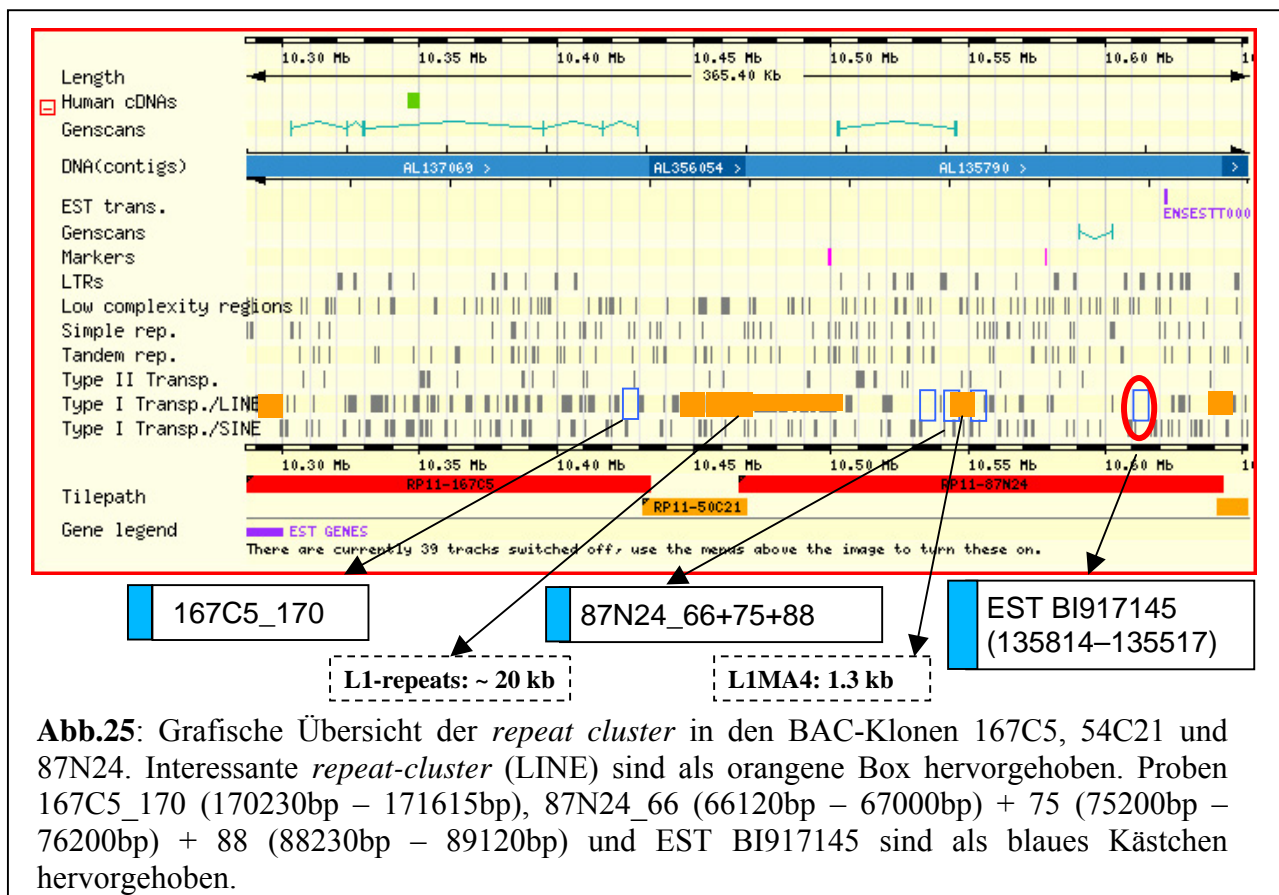 10.30 Mb 10.35 Mb 10.40 Mb 10.45 Mb 10.50 Mb 10.55 Mb 10.60 Mb
Length 365.40 Kb
Human cDNAs
Genscans
DNA(contigs) AL137069 > AL356054 > AL135790 > >
EST trans.
ENSESTT000
Genscans
Markers
LTRs
Low complexity regions
Simple rep.
Tandem rep.
Type II Transp.
Type I Transp./LINE
Type I Transp./SINE
10.30 Mb 10.35 Mb 10.40 Mb 10.45 Mb 10.50 Mb 10.55 Mb 10.60 Mb
RP11-167C5 RP11-87N24
Tilepath
RP11-50C21
Gene legend EST GENES
There are currently 39 tracks switched off, use the menus above the image to turn these on.
167C5_170
87N24_66+75+88
EST BI917145
(135814–135517)
L1-repeats: ~ 20 kb
L1MA4: 1.3 kb
Abb.25: Grafische Übersicht der repeat cluster in den BAC-Klonen 167C5, 54C21 und
87N24. Interessante repeat-cluster (LINE) sind als orangene Box hervorgehoben. Proben
167C5_170 (170230bp – 171615bp), 87N24_66 (66120bp – 67000bp) + 75 (75200bp –
76200bp) + 88 (88230bp – 89120bp) und EST BI917145 sind als blaues Kästchen
hervorgehoben.